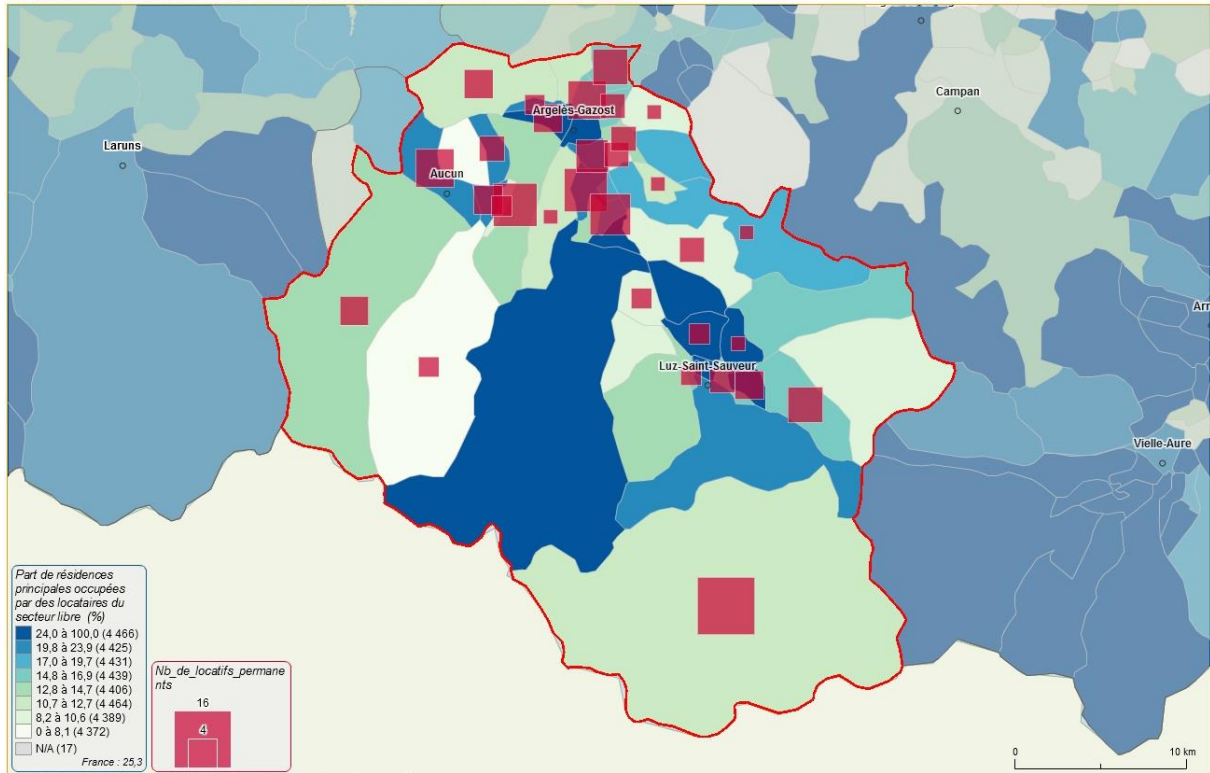 Campan
Argelès-Gazost
Laruns
Aucun
Arr
Luz-Saint-Sauveur
Vielle-Aure
Part de résidences
principales occupées
par des locataires du
secteur libre (%)
24,0 à 100,0 (4 466)
19,8 à 23,9 (4 425)
17,0 à 19,7 (4 431)
14,8 à 16,9 (4 439)
12,8 à 14,7 (4 406)
10,7 à 12,7 (4 464)
8,2 à 10,6 (4 389)
0 à 8,1 (4 372)
N/A (17)
France : 25,3
Nb_de_locatifs_permane
nts
16
4
0 10 km